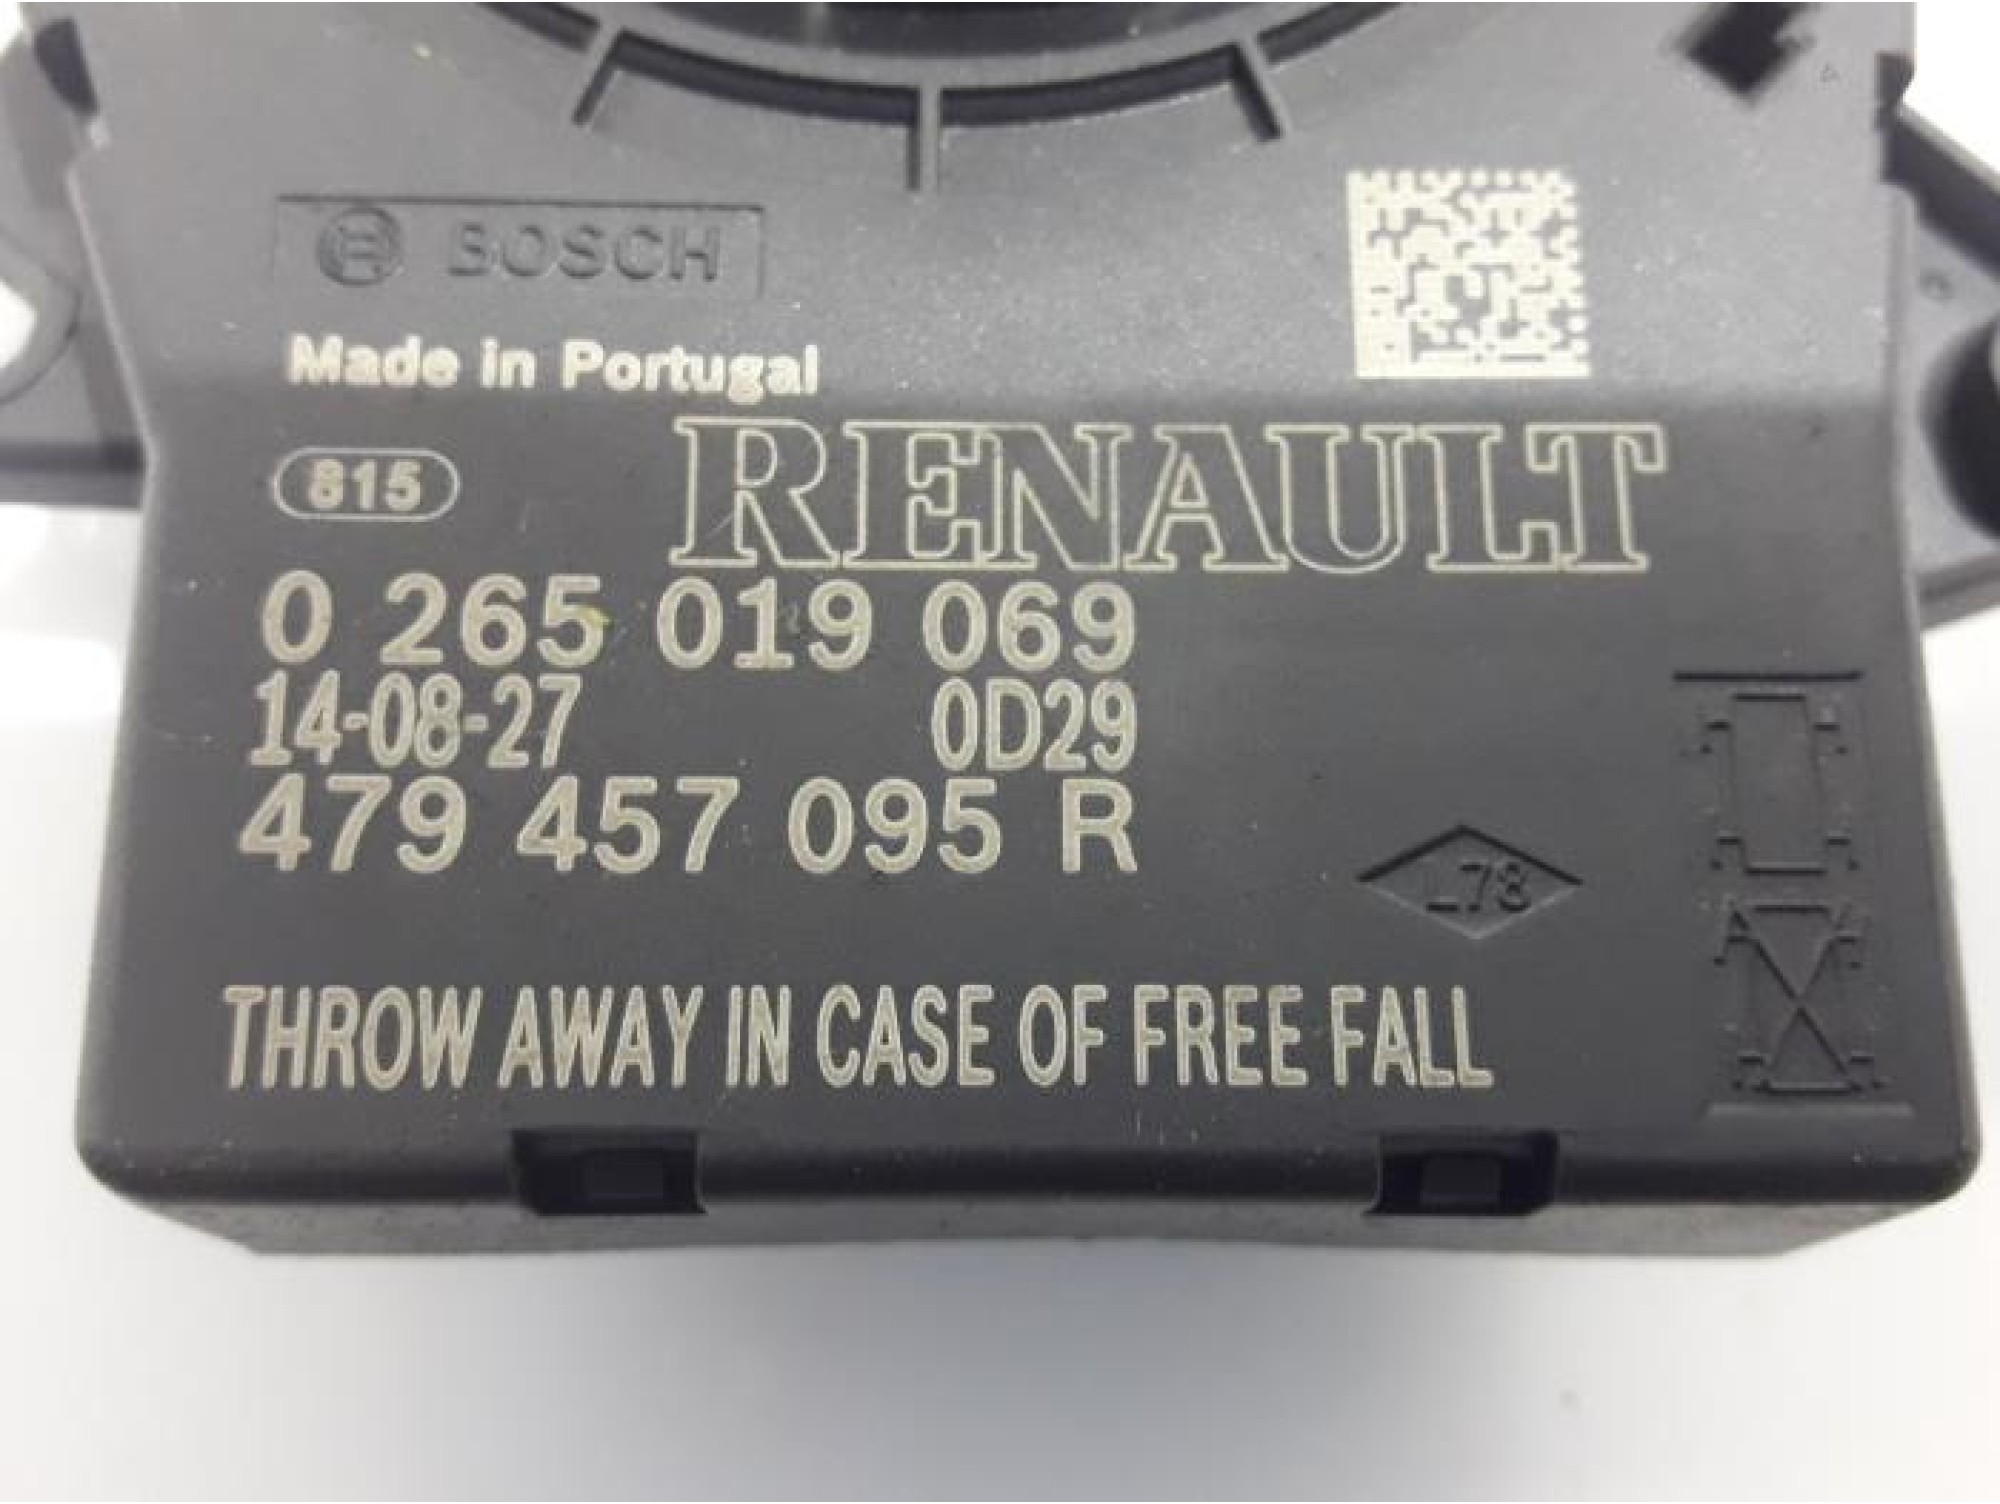 BOSCH
Made in Portugal
815
RENAULT
0 265 019 069
14-08-27 0D29
479 457 095 R
L78
THROW AWAY IN CASE OF FREE FALL